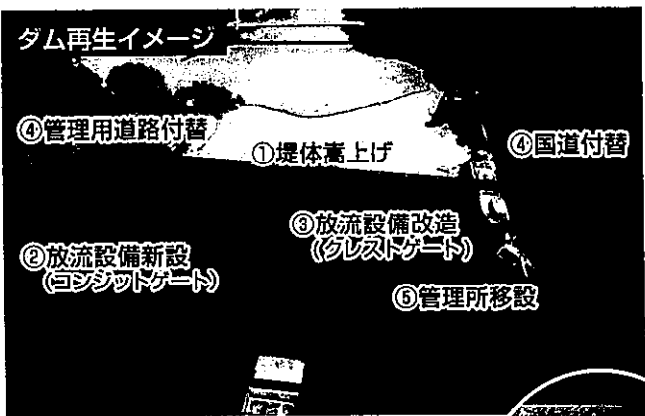 ダム再生イメージ
④管理用道路付替
①堤体嵩上げ
④国道付替
③放流設備改造
(クレストゲート)
②放流設備新設
(コンジットゲート)
⑤管理所移設